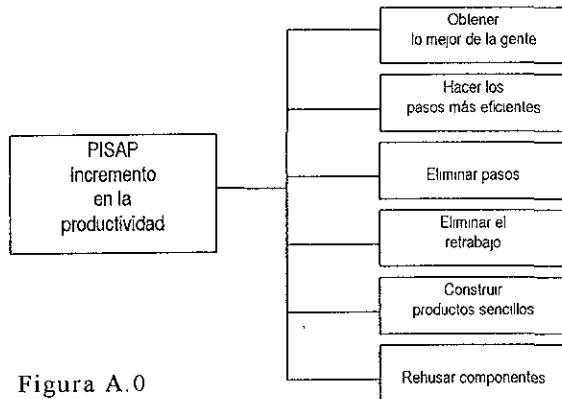 Obtener
lo mejor de la gente
Hacer los
pasos más eficientes
PISAP
incremento
en la
productividad
Eliminar pasos
Eliminar el
retrabajo
Construir
productos sencillos
Rehusar componentes
Figura A.0